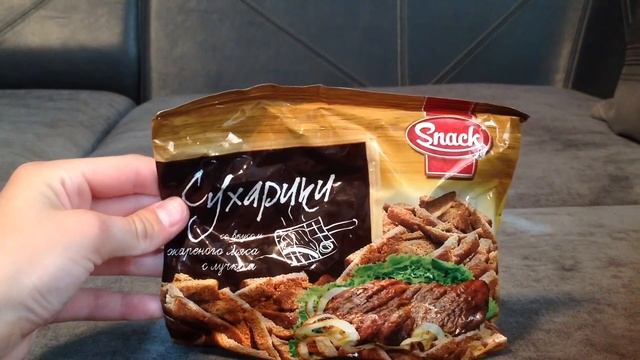 Snack
Сухарики
со вкусом
жареного мяса
с лучком